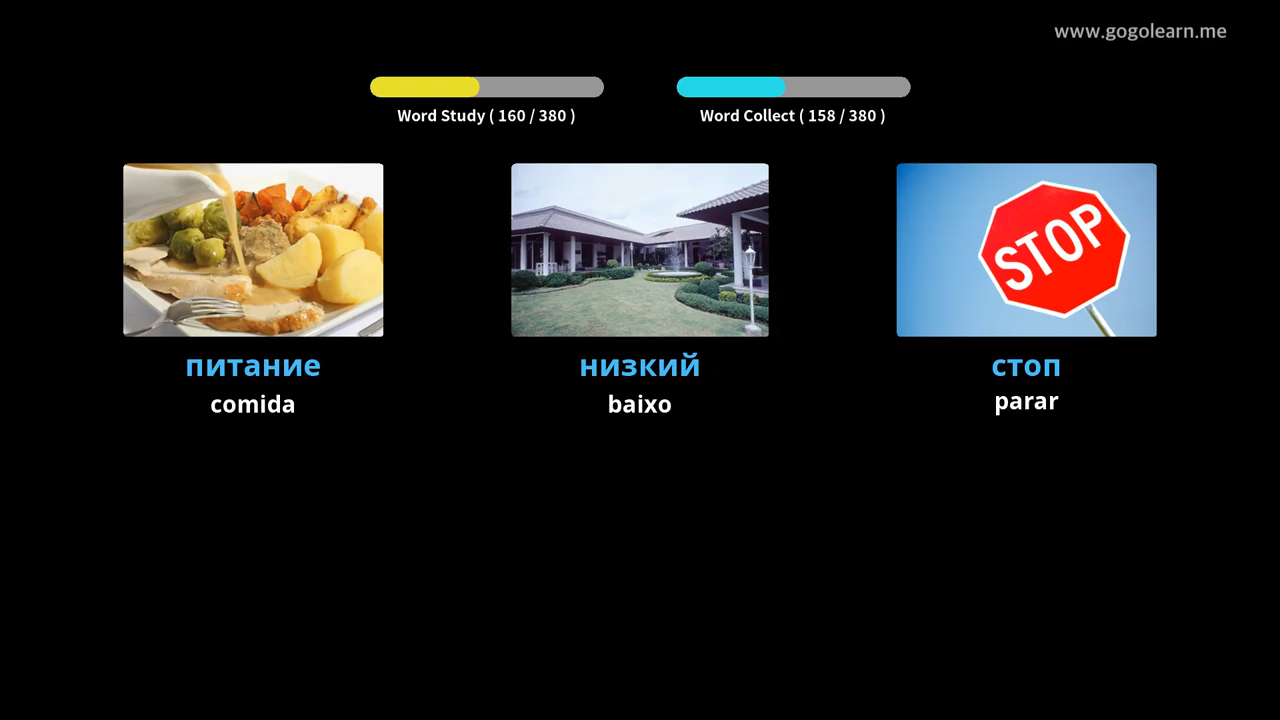 www.gogolearn.me
Word Study ( 160 / 380 )
Word Collect ( 158 / 380 )
STOP
питание
низкий
стоп
comida
baixo
parar